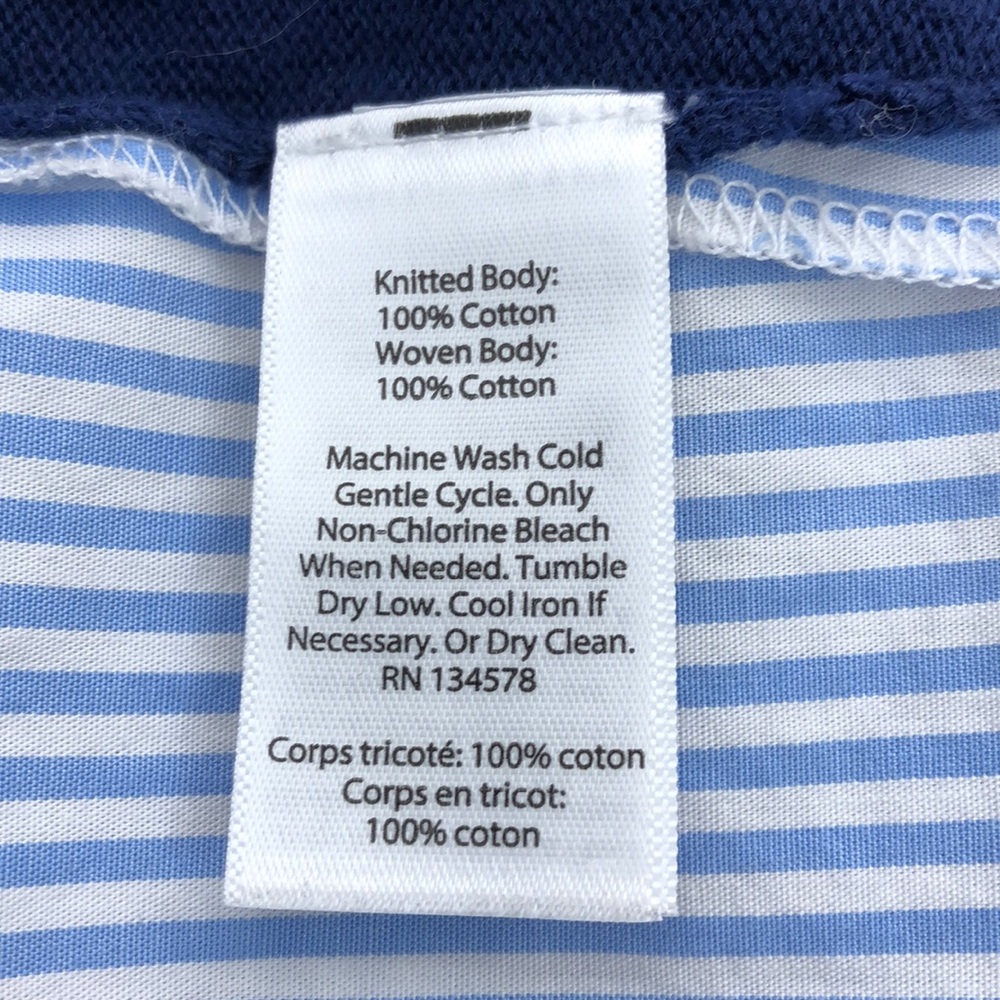 Knitted Body:
100% Cotton
Woven Body:
100% Cotton
Machine Wash Cold
Gentle Cycle. Only
Non-Chlorine Bleach
When Needed. Tumble
Dry Low. Cool Iron If
Necessary. Or Dry Clean.
RN 134578
Corps tricoté: 100% coton
Corps en tricot:
100% coton